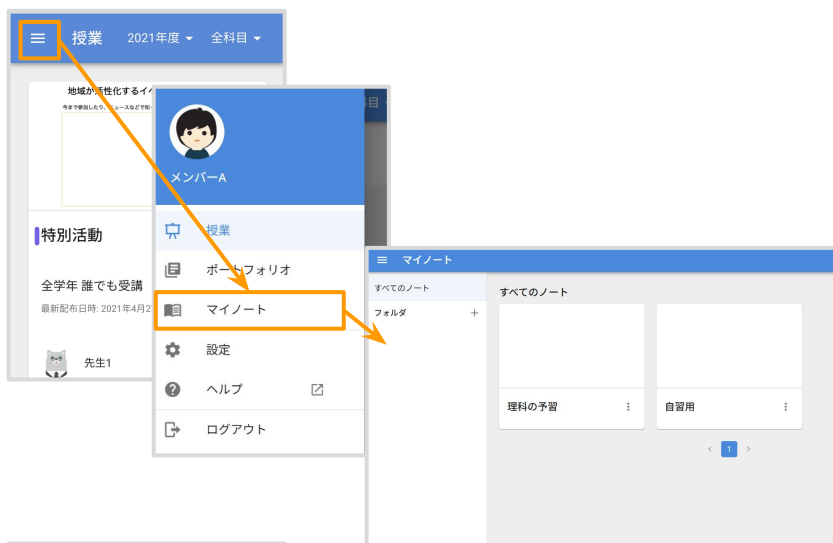 授業 2021年度 全科目
地域が活性化するイベ
今まで参加したり、ニュースなどで知
特別活動
全学年 誰でも受講
最新配布日時: 2021年4月2
先生1
目
メンバーA
授業
ポートフォリオ
マイノート
設定
ヘルプ
ログアウト
マイノート
すべてのノート
フォルダ +
すべてのノート
理科の予習
自習用
< 1 >